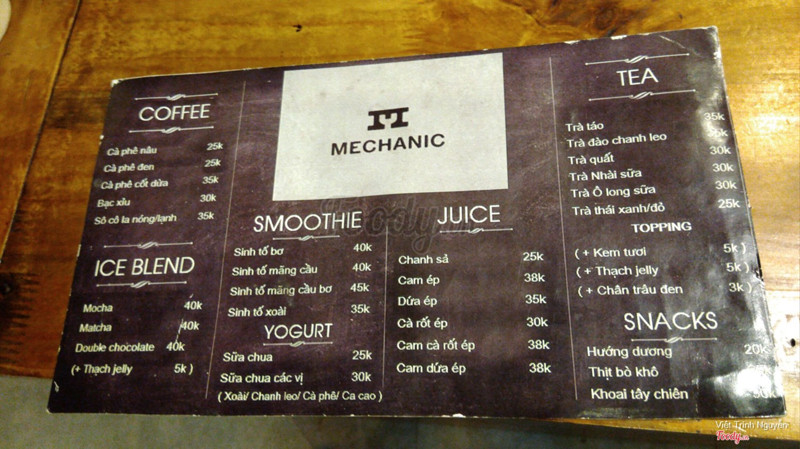 COFFEE
Cà phê nâu 25k
Cà phê đen 25k
Cà phê cốt dừa 35k
Bạc xỉu 30k
Sô cô la nóng/lạnh 35k
ICE BLEND
Mocha 40k
Matcha 40k
Double chocolate 40k
(+ Thạch jelly 5k )
MECHANIC
SMOOTHIE
Sinh tố bơ 40k
Sinh tố mãng cầu 40k
Sinh tố mãng cầu bơ 45k
Sinh tố xoài 35k
YOGURT
Sữa chua 25k
Sữa chua các vị 30k
( Xoài/ Chanh leo/ Cà phê/ Ca cao )
JUICE
Chanh sả 25k
Cam ép 38k
Dứa ép 35k
Cà rốt ép 30k
Cam cà rốt ép 38k
Cam dứa ép 38k
TEA
Trà táo 35k
Trà đào chanh leo
Trà quất 30k
Trà Nhài sữa 30k
Trà Ô long sữa 30k
Trà thái xanh/đỏ 25k
TOPPING
( + Kem tươi 5k )
( + Thạch jelly 5k )
( + Chân trâu đen 3k )
SNACKS
Hướng dương 20k
Thịt bò khô
Khoai tây chiên
Foody
Việt Trịnh Nguyễn
Foody.vn